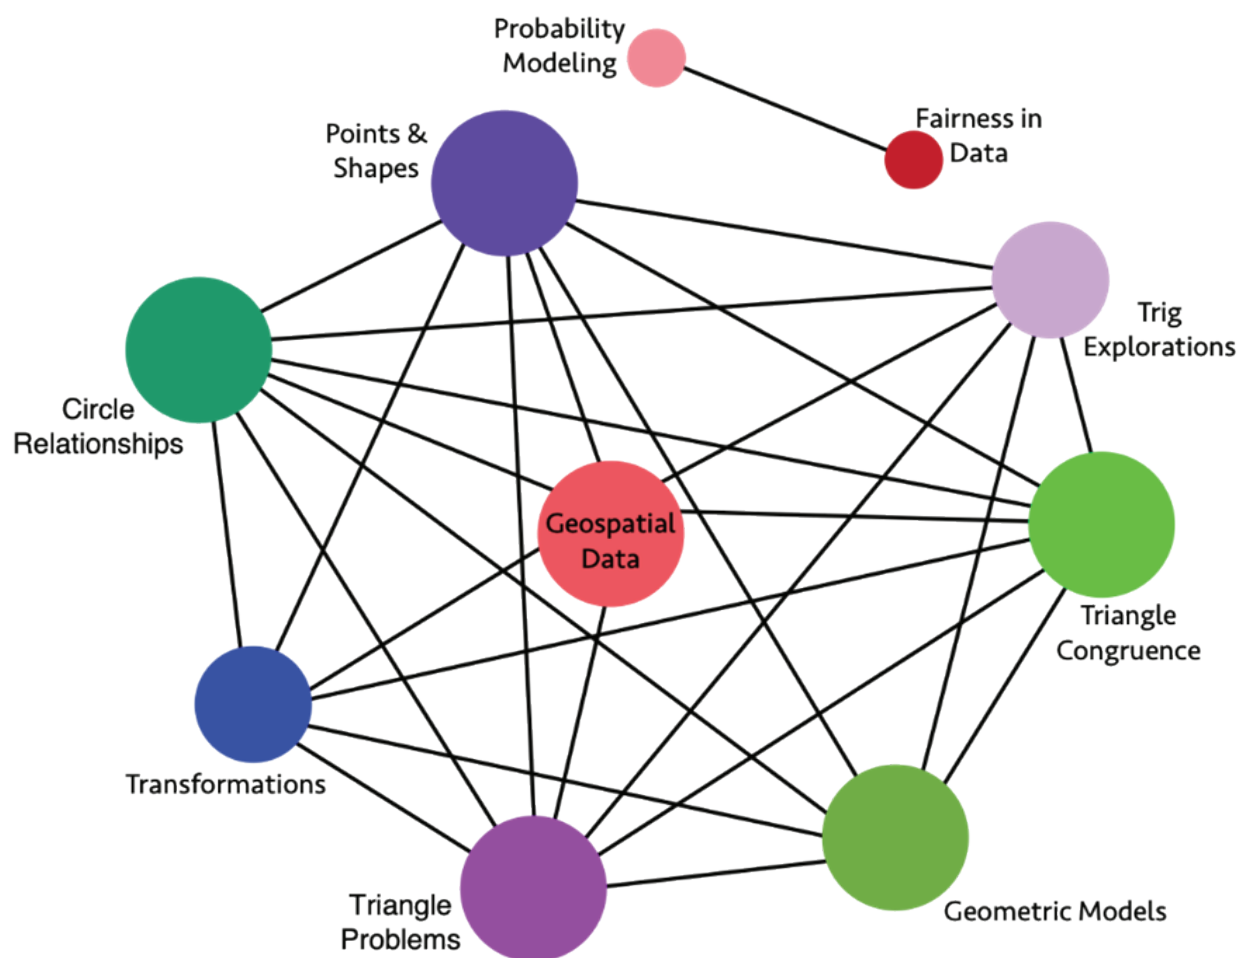 Probability
Modeling
Fairness in
Data
Points &
Shapes
Trig
Explorations
Circle
Relationships
Geospatial
Data
Triangle
Congruence
Transformations
Triangle
Problems
Geometric Models